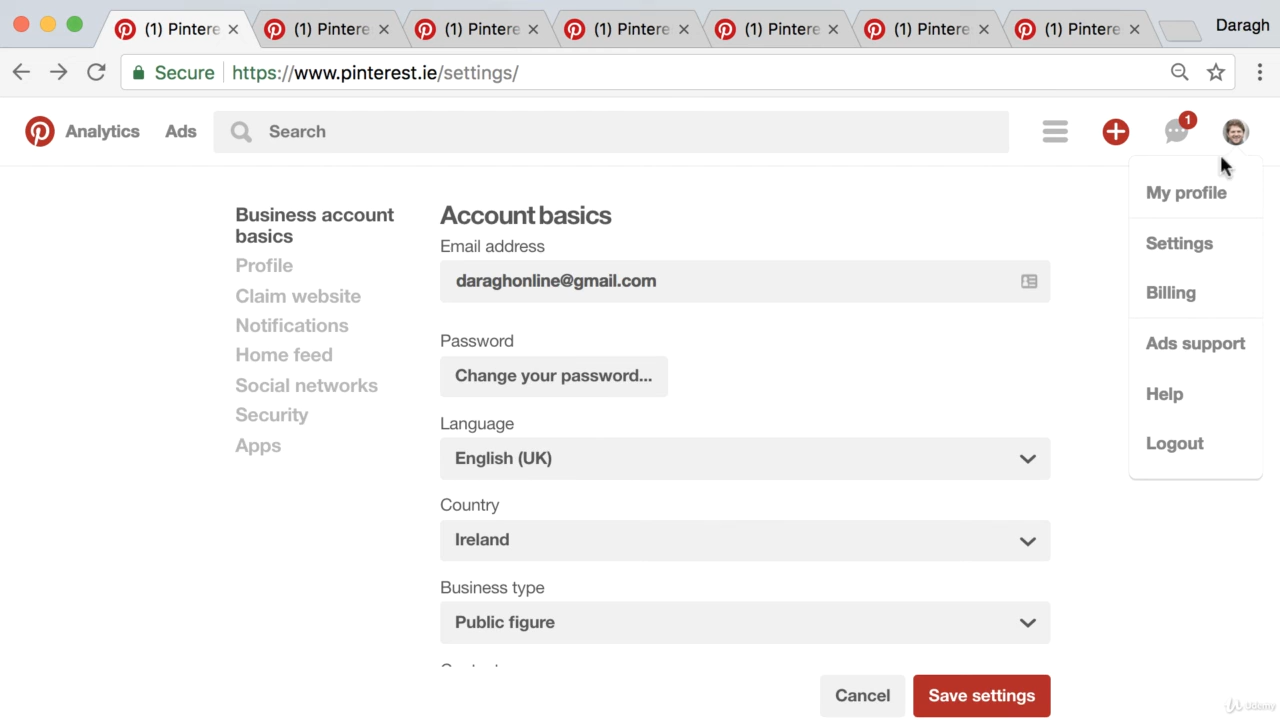 (1) Pintere
(1) Pintere
(1) Pintere
(1) Pintere
(1) Pintere
(1) Pintere
(1) Pintere
Daragh
Secure
https://www.pinterest.ie/settings/
Analytics
Ads
Search
1
My profile
Settings
Billing
Ads support
Help
Logout
Business account
basics
Profile
Claim website
Notifications
Home feed
Social networks
Security
Apps
Account basics
Email address
daraghonline@gmail.com
Password
Change your password...
Language
English (UK)
Country
Ireland
Business type
Public figure
Cancel
Save settings
Udemy